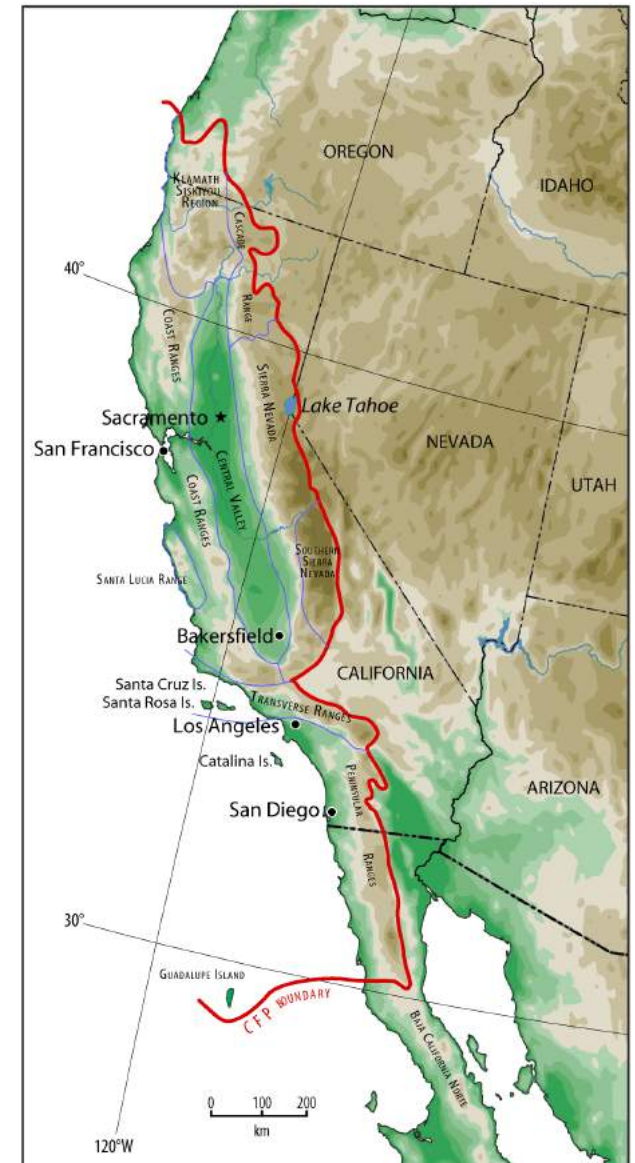 OREGON
IDAHO
KLAMATH
SISKIYOU
REGION
CASCADE
RANGE
40°
COAST RANGES
SIERRA NEVADA
Lake Tahoe
Sacramento
San Francisco
NEVADA
UTAH
CENTRAL VALLEY
COAST RANGES
SOUTHERN
SIERRA
NEVADA
SANTA LUCIA RANGE
Bakersfield
CALIFORNIA
Santa Cruz Is.
Santa Rosa Is.
TRANSVERSE RANGES
Los Angeles
Catalina Is.
PENINSULAR
RANGES
ARIZONA
San Diego
30°
GUADALUPE ISLAND
CFP BOUNDARY
BAJA CALIFORNIA NORTE
0 100 200
km
120°W